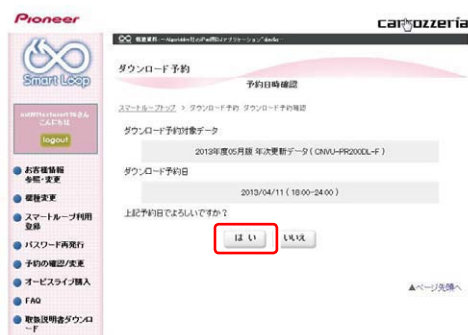 Pioneer
carrozzeria
Smart Loop
こんにちは
logout
お客様情報
参照・変更
機種変更
スマートループ利用
登録
パスワード再発行
予約の確認/変更
オービスライブ購入
FAQ
取扱説明書ダウンロ
ード
ダウンロード予約
予約日時確認
スマートループトップ > ダウンロード予約 ダウンロード予約確認
ダウンロード予約対象データ
2013年度05月版 年次更新データ ( CNVU-PR200DL-F )
ダウンロード予約日
2013/04/11 ( 18:00-24:00 )
上記予約日でよろしいですか？
はい
いいえ
▲ページ先頭へ